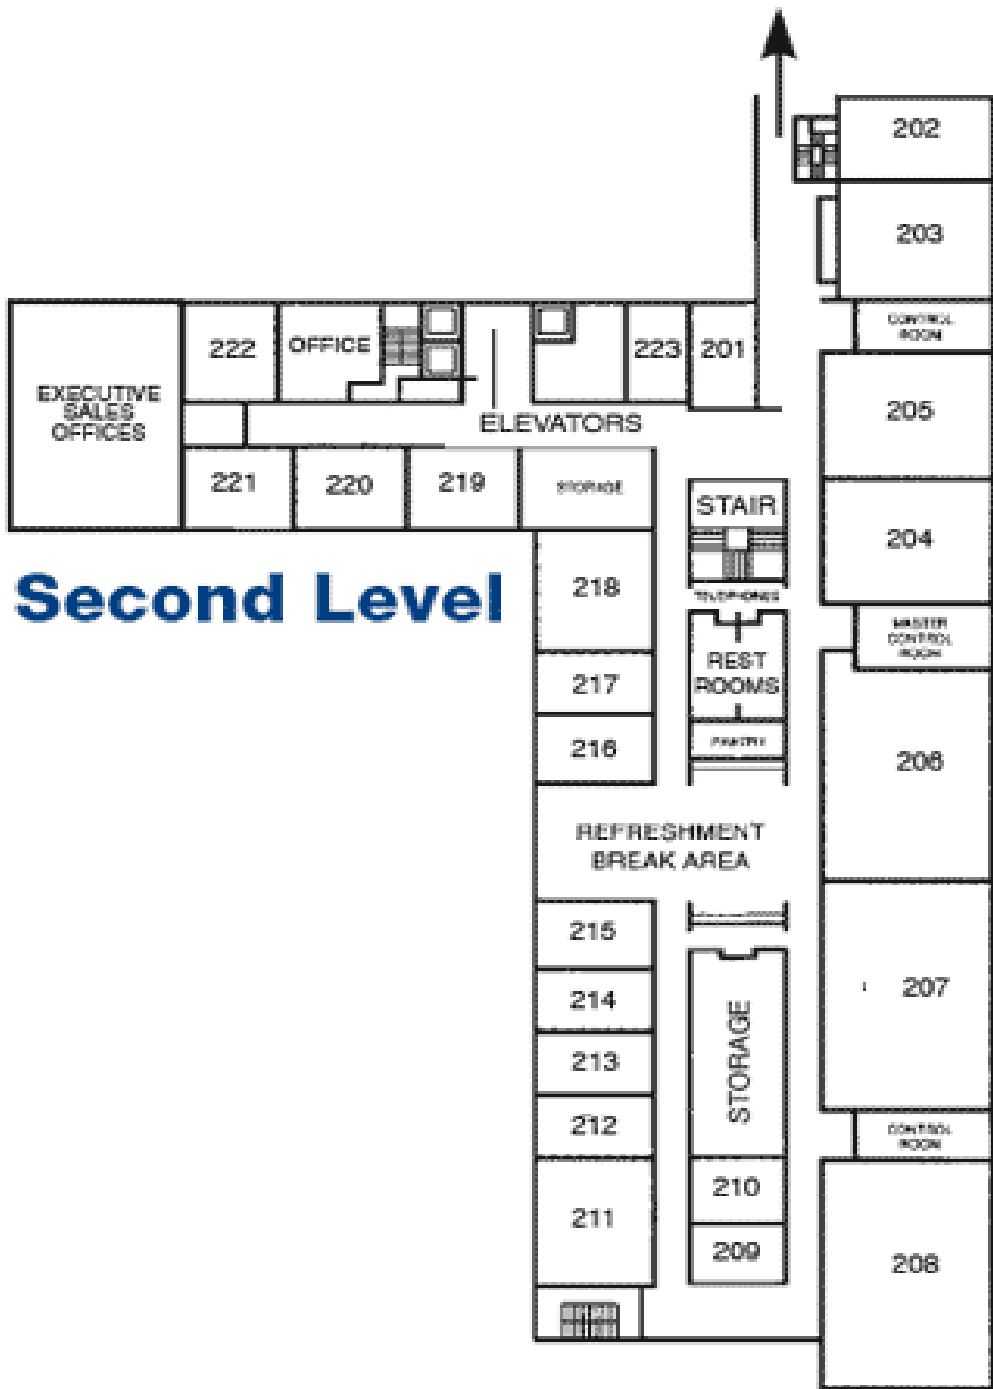 202
203
CONTROL
ROOM
222
OFFICE
223
201
EXECUTIVE
SALES
OFFICES
ELEVATORS
205
221
220
219
STORAGE
STAIR
204
Second Level
218
TELEPHONES
MASTER
CONTROL
ROOM
REST
ROOMS
217
216
PANTRY
206
REFRESHMENT
BREAK AREA
215
207
214
STORAGE
213
212
CONTROL
ROOM
210
211
209
208